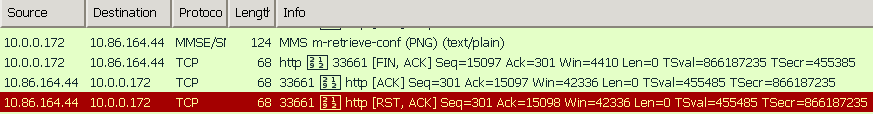 Source Destination Protoco Length Info
10.0.0.172 10.86.164.44 MMSE/SI 124 MMS m-retrieve-conf (PNG) (text/plain)
10.0.0.172 10.86.164.44 TCP 68 http 33661 [FIN, ACK] Seq=15097 Ack=301 Win=4410 Len=0 TSval=866187235 TSecr=455385
10.86.164.44 10.0.0.172 TCP 68 33661 http [ACK] Seq=301 Ack=15097 Win=42336 Len=0 TSval=455485 TSecr=866187235
10.86.164.44 10.0.0.172 TCP 68 33661 http [RST, ACK] Seq=301 Ack=15098 Win=42336 Len=0 TSval=455485 TSecr=866187235